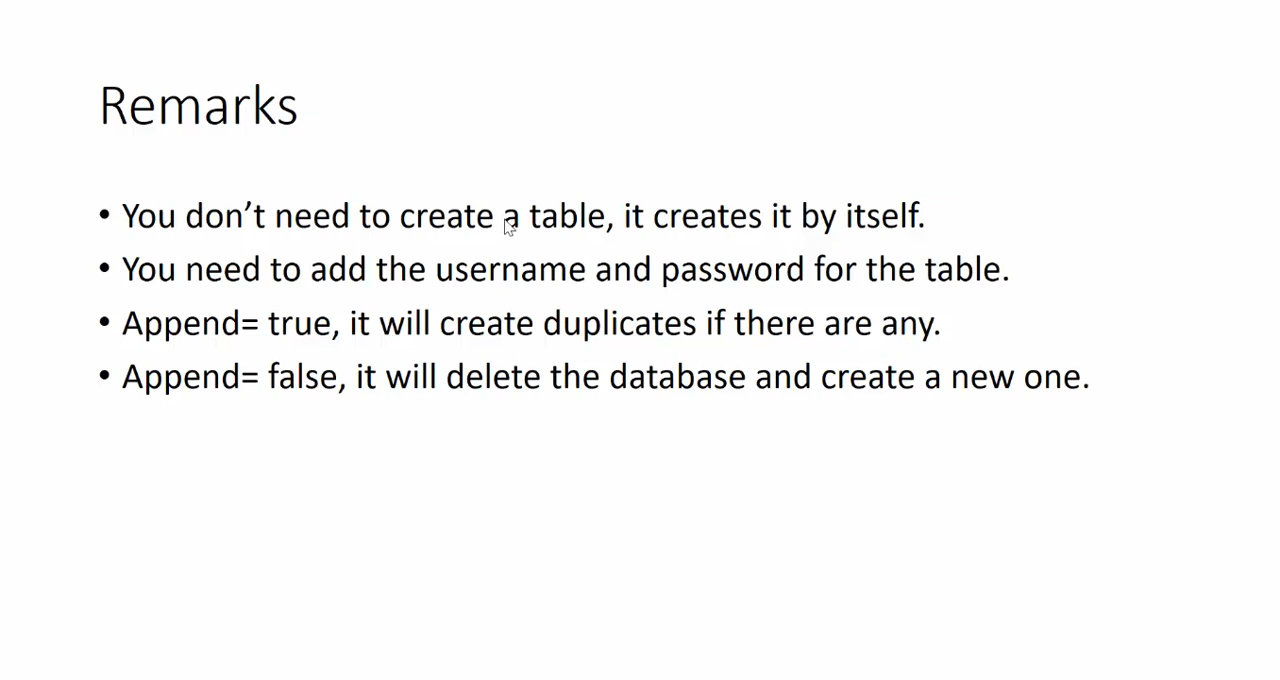 Remarks
• You don’t need to create a table, it creates it by itself.
• You need to add the username and password for the table.
• Append= true, it will create duplicates if there are any.
• Append= false, it will delete the database and create a new one.